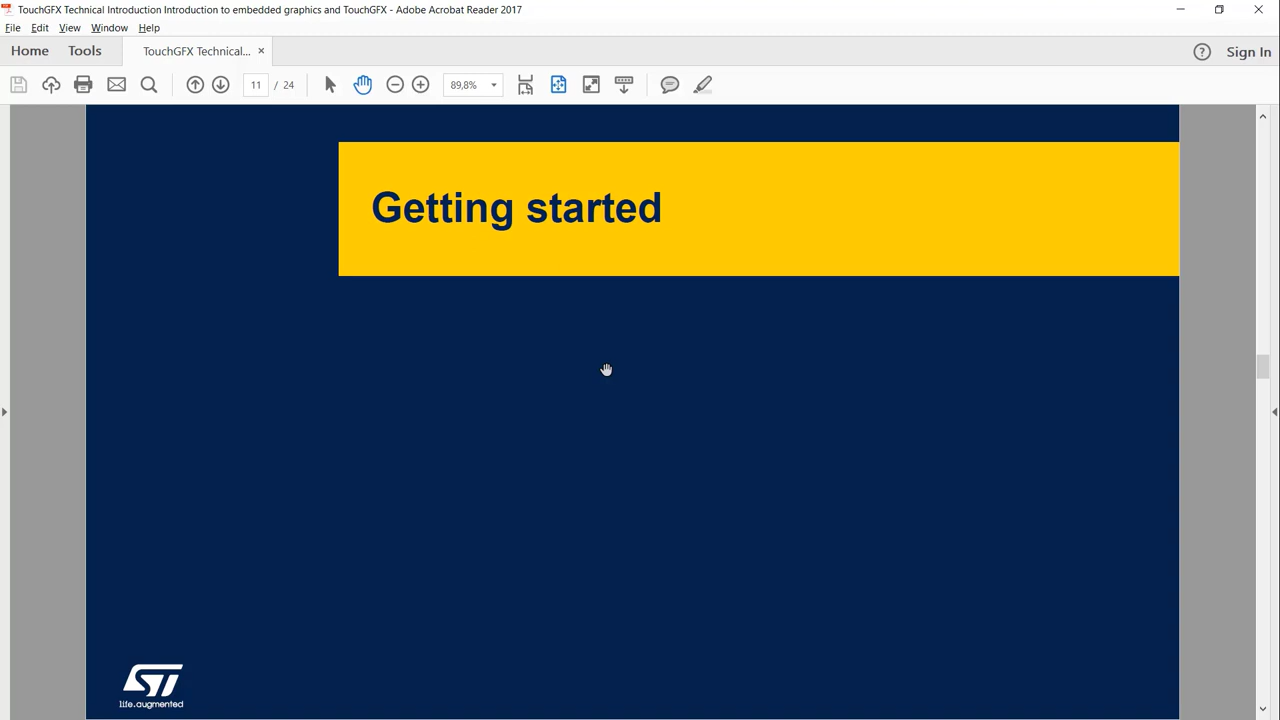 TouchGFX Technical Introduction Introduction to embedded graphics and TouchGFX - Adobe Acrobat Reader 2017
File Edit View Window Help
Home Tools TouchGFX Technical... × ? Sign In
11 / 24 89,8%
Getting started
ST
life.augmented